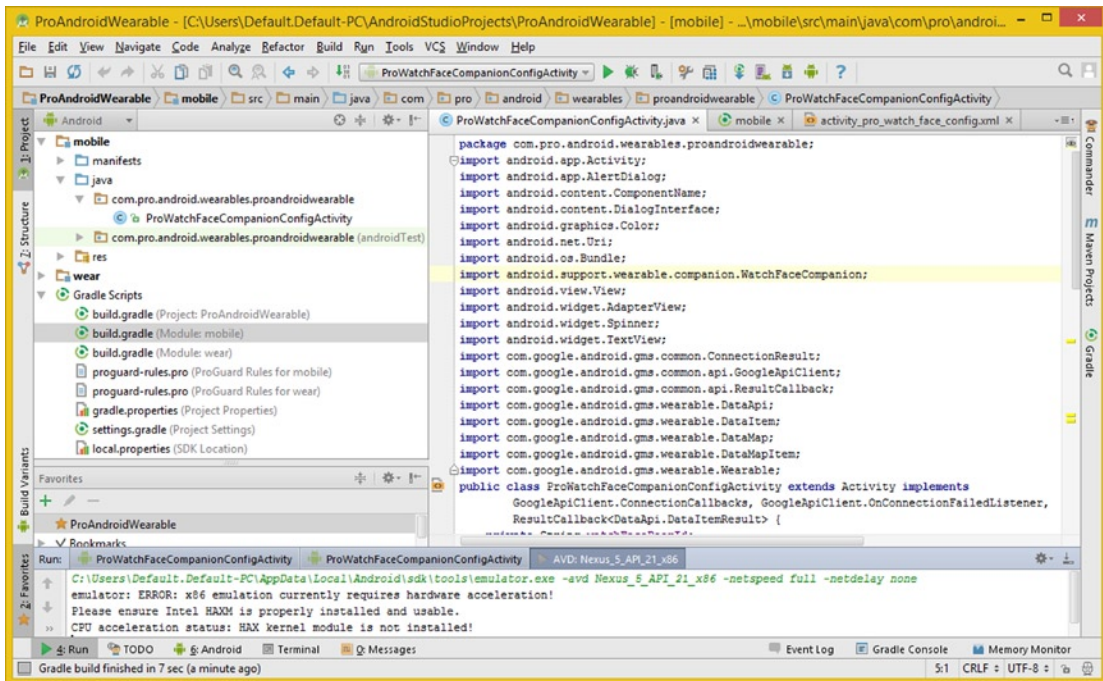 ProAndroidWearable - [C:\Users\Default.Default-PC\AndroidStudioProjects\ProAndroidWearable] - [mobile] - ...\mobile\src\main\java\com\pro\androi...
File Edit View Navigate Code Analyze Refactor Build Run Tools VCS Window Help
ProWatchFaceCompanionConfigActivity
ProAndroidWearable mobile src main java com pro android wearables proandroidwearable ProWatchFaceCompanionConfigActivity
1: Project
Z: Structure
Build Variants
2: Favorites
Android
mobile
manifests
java
com.pro.android.wearables.proandroidwearable
ProWatchFaceCompanionConfigActivity
com.pro.android.wearables.proandroidwearable (androidTest)
res
wear
Gradle Scripts
build.gradle (Project: ProAndroidWearable)
build.gradle (Module: mobile)
build.gradle (Module: wear)
proguard-rules.pro (ProGuard Rules for mobile)
proguard-rules.pro (ProGuard Rules for wear)
gradle.properties (Project Properties)
settings.gradle (Project Settings)
local.properties (SDK Location)
Favorites
ProAndroidWearable
Bookmarks
ProWatchFaceCompanionConfigActivity.java mobile activity_pro_watch_face_config.xml
package com.pro.android.wearables.proandroidwearable;
import android.app.Activity;
import android.app.AlertDialog;
import android.content.ComponentName;
import android.content.DialogInterface;
import android.graphics.Color;
import android.net.Uri;
import android.os.Bundle;
import android.support.wearable.companion.WatchFaceCompanion;
import android.view.View;
import android.widget.AdapterView;
import android.widget.Spinner;
import android.widget.TextView;
import com.google.android.gms.common.ConnectionResult;
import com.google.android.gms.common.api.GoogleApiClient;
import com.google.android.gms.common.api.ResultCallback;
import com.google.android.gms.wearable.DataApi;
import com.google.android.gms.wearable.DataItem;
import com.google.android.gms.wearable.DataMap;
import com.google.android.gms.wearable.DataMapItem;
import com.google.android.gms.wearable.Wearable;
public class ProWatchFaceCompanionConfigActivity extends Activity implements
GoogleApiClient.ConnectionCallbacks, GoogleApiClient.OnConnectionFailedListener,
ResultCallback<DataApi.DataItemResult> {
Commander
Maven Projects
Gradle
Run: ProWatchFaceCompanionConfigActivity ProWatchFaceCompanionConfigActivity AVD: Nexus_5_API_21_x86
C:\Users\Default.Default-PC\AppData\Local\Android\sdk\tools\emulator.exe -avd Nexus_5_API_21_x86 -netspeed full -netdelay none
emulator: ERROR: x86 emulation currently requires hardware acceleration!
Please ensure Intel HAXM is properly installed and usable.
CPU acceleration status: HAX kernel module is not installed!
4: Run TODO 6: Android Terminal 0: Messages Event Log Gradle Console Memory Monitor
Gradle build finished in 7 sec (a minute ago) 5:1 CRLF UTF-8